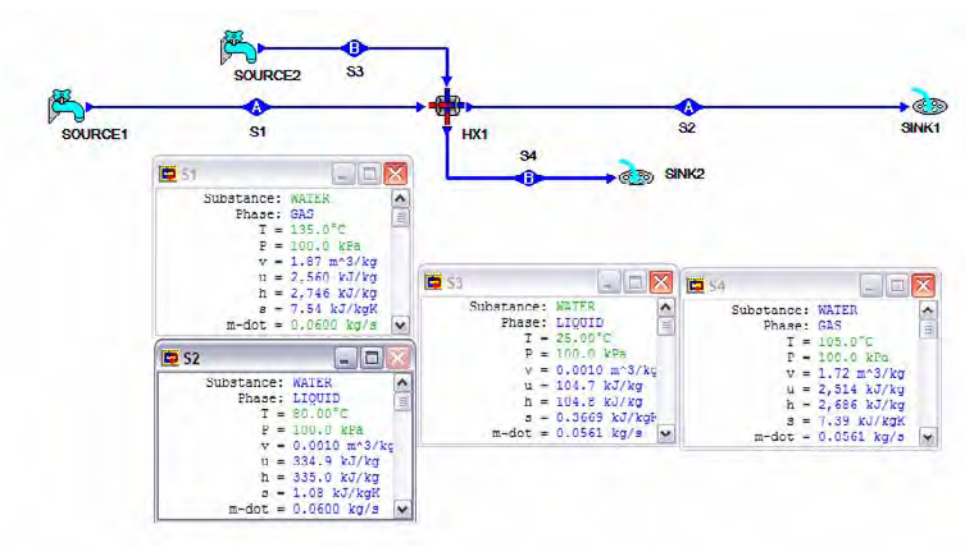 SOURCE2
B
S3
SOURCE1
A
S1
HX1
A
S2
SINK1
S4
B
SINK2
S1
Substance: WATER
Phase: GAS
T = 135.0°C
P = 100.0 kPa
v = 1.87 m^3/kg
u = 2,560 kJ/kg
h = 2,746 kJ/kg
s = 7.54 kJ/kgK
m-dot = 0.0600 kg/s
S2
Substance: WATER
Phase: LIQUID
T = 80.00°C
P = 100.0 kPa
v = 0.0010 m^3/kg
u = 334.9 kJ/kg
h = 335.0 kJ/kg
s = 1.08 kJ/kgK
m-dot = 0.0600 kg/s
S3
Substance: WATER
Phase: LIQUID
T = 25.00°C
P = 100.0 kPa
v = 0.0010 m^3/kg
u = 104.7 kJ/kg
h = 104.8 kJ/kg
s = 0.3669 kJ/kgK
m-dot = 0.0561 kg/s
S4
Substance: WATER
Phase: GAS
T = 105.0°C
P = 100.0 kPa
v = 1.72 m^3/kg
u = 2,514 kJ/kg
h = 2,686 kJ/kg
s = 7.39 kJ/kgK
m-dot = 0.0561 kg/s